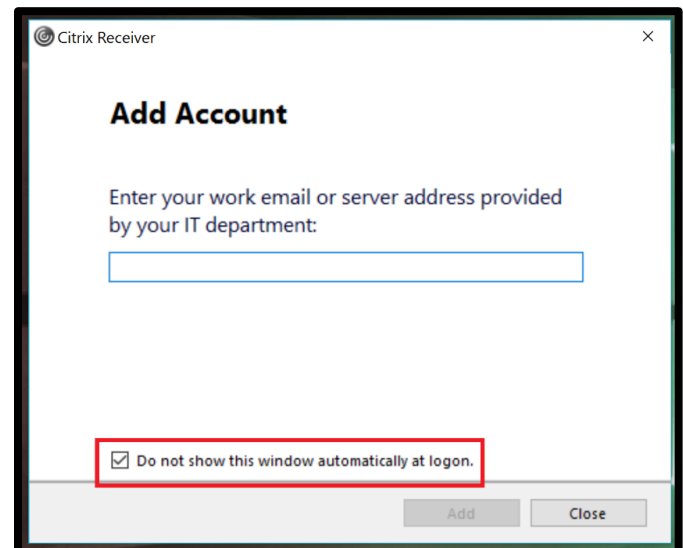 Citrix Receiver
Add Account
Enter your work email or server address provided
by your IT department:
Do not show this window automatically at logon.
Add
Close